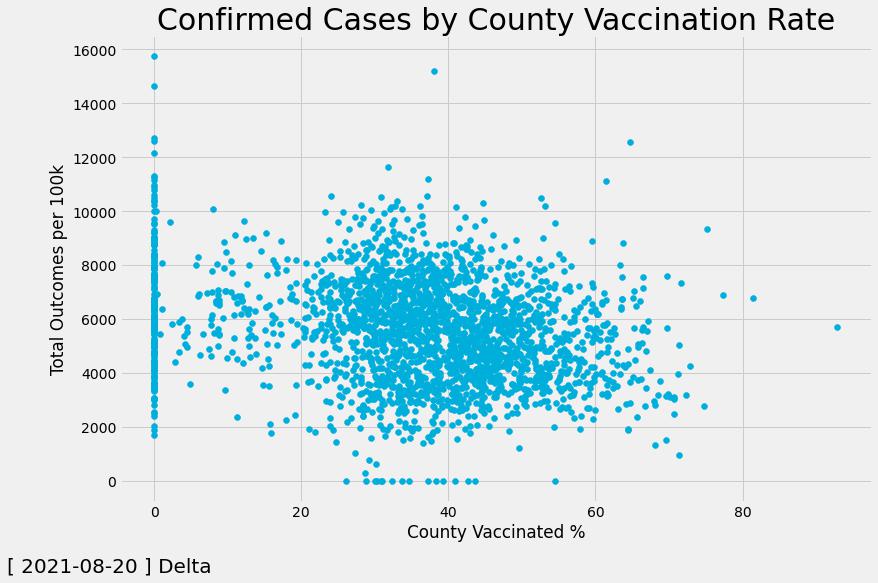 Confirmed Cases by County Vaccination Rate
16000
14000
12000
10000
8000
6000
4000
2000
0
Total Outcomes per 100k
0 20 40 60 80
County Vaccinated %
[ 2021-08-20 ] Delta